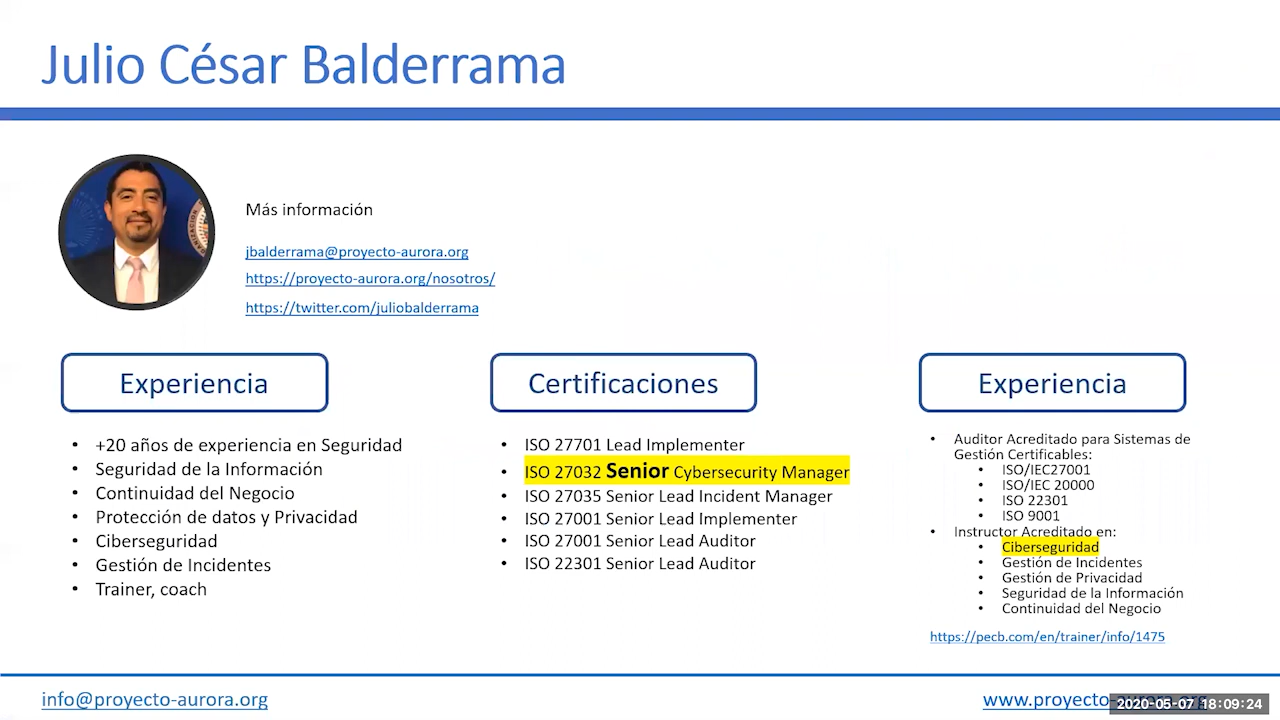 Julio César Balderrama
Más información
jbalderrama@proyecto-aurora.org
https://proyecto-aurora.org/nosotros/
https://twitter.com/juliobalderrama
Experiencia
• +20 años de experiencia en Seguridad
• Seguridad de la Información
• Continuidad del Negocio
• Protección de datos y Privacidad
• Ciberseguridad
• Gestión de Incidentes
• Trainer, coach
Certificaciones
• ISO 27701 Lead Implementer
• ISO 27032 Senior Cybersecurity Manager
• ISO 27035 Senior Lead Incident Manager
• ISO 27001 Senior Lead Implementer
• ISO 27001 Senior Lead Auditor
• ISO 22301 Senior Lead Auditor
Experiencia
• Auditor Acreditado para Sistemas de
Gestión Certificables:
• ISO/IEC27001
• ISO/IEC 20000
• ISO 22301
• ISO 9001
• Instructor Acreditado en:
• Ciberseguridad
• Gestión de Incidentes
• Gestión de Privacidad
• Seguridad de la Información
• Continuidad del Negocio
https://pecb.com/en/trainer/info/1475
info@proyecto-aurora.org
www.proyecto-aurora.org
2020-05-07 18:09:24